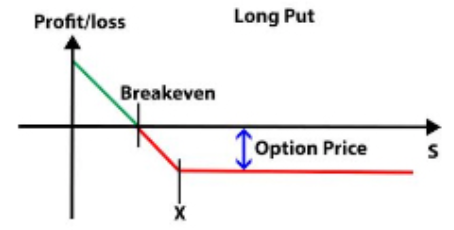 Profit/loss
Long Put
Breakeven
Option Price
S
X